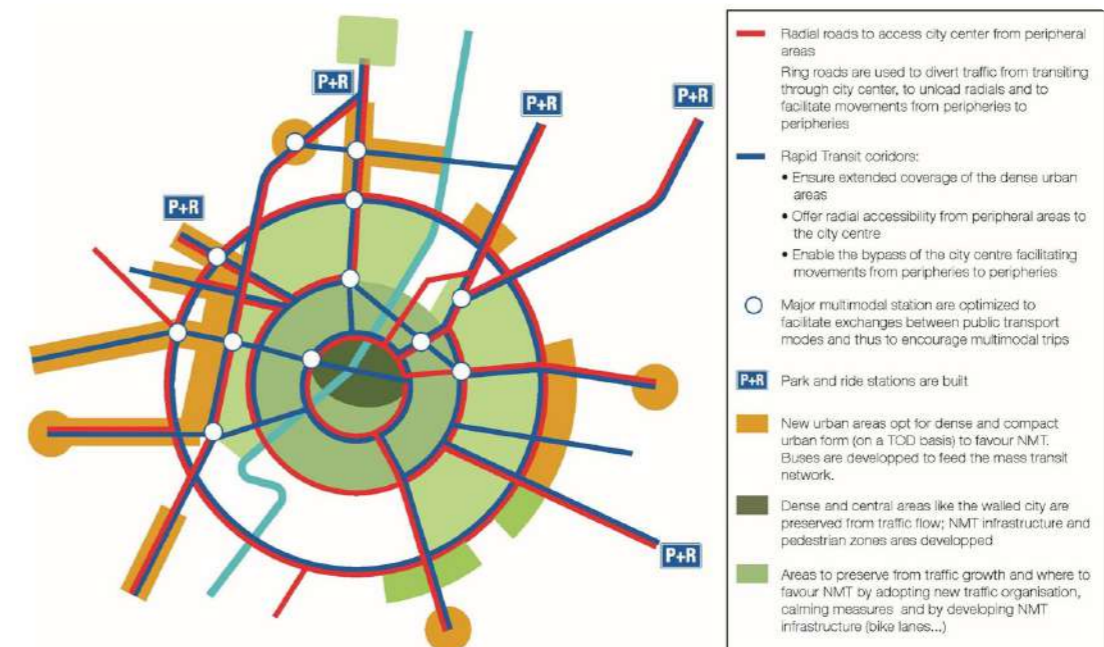 P+R
P+R
P+R
P+R
P+R
Radial roads to access city center from peripheral
areas
Ring roads are used to divert traffic from transiting
through city center, to unload radials and to
facilitate movements from peripheries to
peripheries
Rapid Transit coridors:
• Ensure extended coverage of the dense urban
areas
• Offer radial accessibility from peripheral areas to
the city centre
• Enable the bypass of the city centre facilitating
movements from peripheries to peripheries
Major multimodal station are optimized to
facilitate exchanges between public transport
modes and thus to encourage multimodal trips
P+R Park and ride stations are built
New urban areas opt for dense and compact
urban form (on a TOD basis) to favour NMT.
Buses are developped to feed the mass transit
network.
Dense and central areas like the walled city are
preserved from traffic flow; NMT infrastructure and
pedestrian zones ares developped
Areas to preserve from traffic growth and where to
favour NMT by adopting new traffic organisation,
calming measures and by developing NMT
infrastructure (bike lanes...)